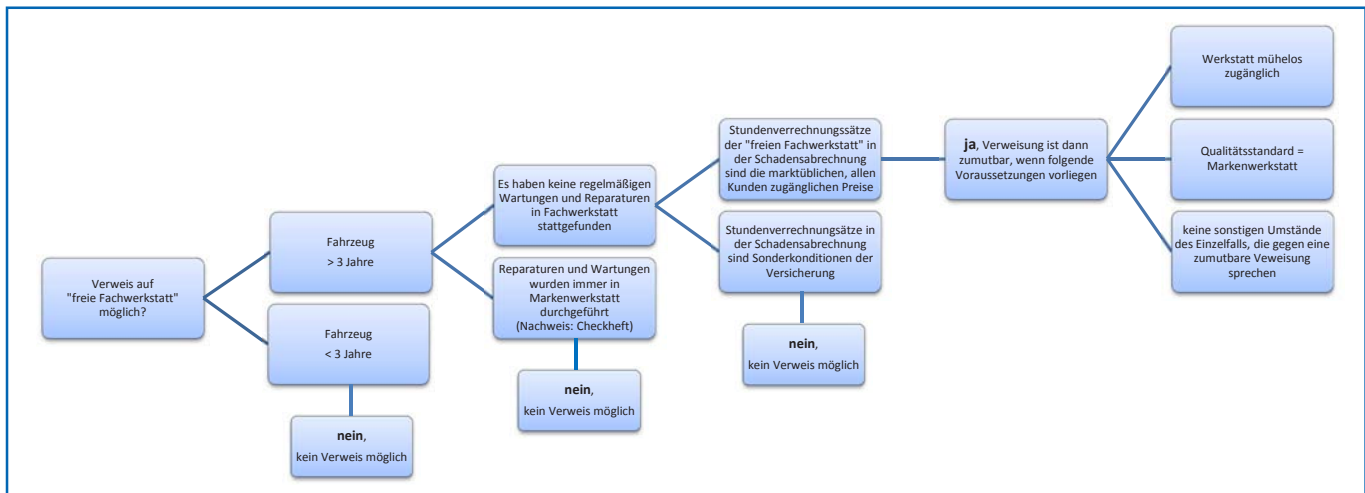 Verweis auf
"freie Fachwerkstatt"
möglich?
Fahrzeug
> 3 Jahre
Fahrzeug
< 3 Jahre
nein,
kein Verweis möglich
Es haben keine regelmäßigen
Wartungen und Reparaturen
in Fachwerkstatt
stattgefunden
Reparaturen und Wartungen
wurden immer in
Markenwerkstatt
durchgeführt
(Nachweis: Checkheft)
nein,
kein Verweis möglich
Stundenverrechnungssätze
der "freien Fachwerkstatt" in
der Schadensabrechnung
sind die marktüblichen, allen
Kunden zugänglichen Preise
Stundenverrechnungsätze in
der Schadensabrechnung
sind Sonderkonditionen der
Versicherung
nein,
kein Verweis möglich
ja, Verweisung ist dann
zumutbar, wenn folgende
Voraussetzungen vorliegen
Werkstatt mühelos
zugänglich
Qualitätsstandard =
Markenwerkstatt
keine sonstigen Umstände
des Einzelfalls, die gegen eine
zumutbare Veweisung
sprechen